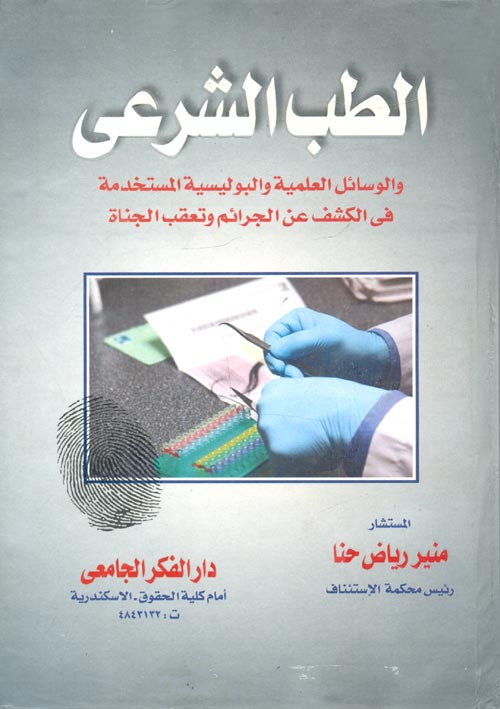 الطب الشرعى
والوسائل العلمية والبوليسية المستخدمة
فى الكشف عن الجرائم وتعقب الجناة
المستشار
منير رياض حنا
رئيس محكمة الإستئناف
دار الفكر الجامعى
أمام كلية الحقوق - الاسكندرية
ت : ٤٨٤٣١٣٢